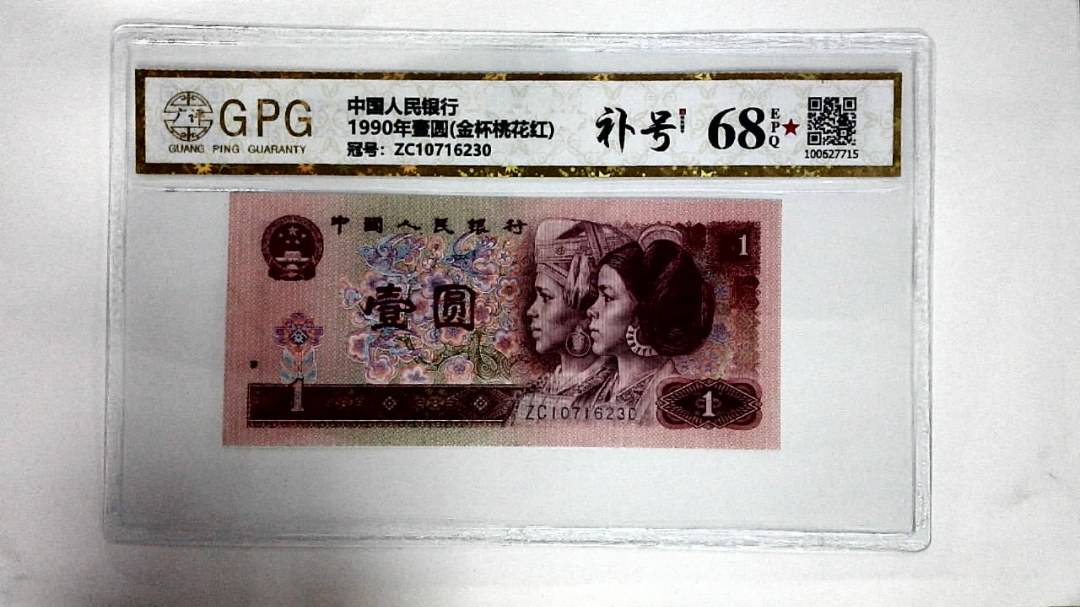 GPG
GUANG PING GUARANTY
中国人民银行
1990年壹圆(金杯桃花红)
冠号：ZC10716230
补号
68
EPQ
★
100627715
中國人民銀行
壹圆
1
1
ZC10716230
1